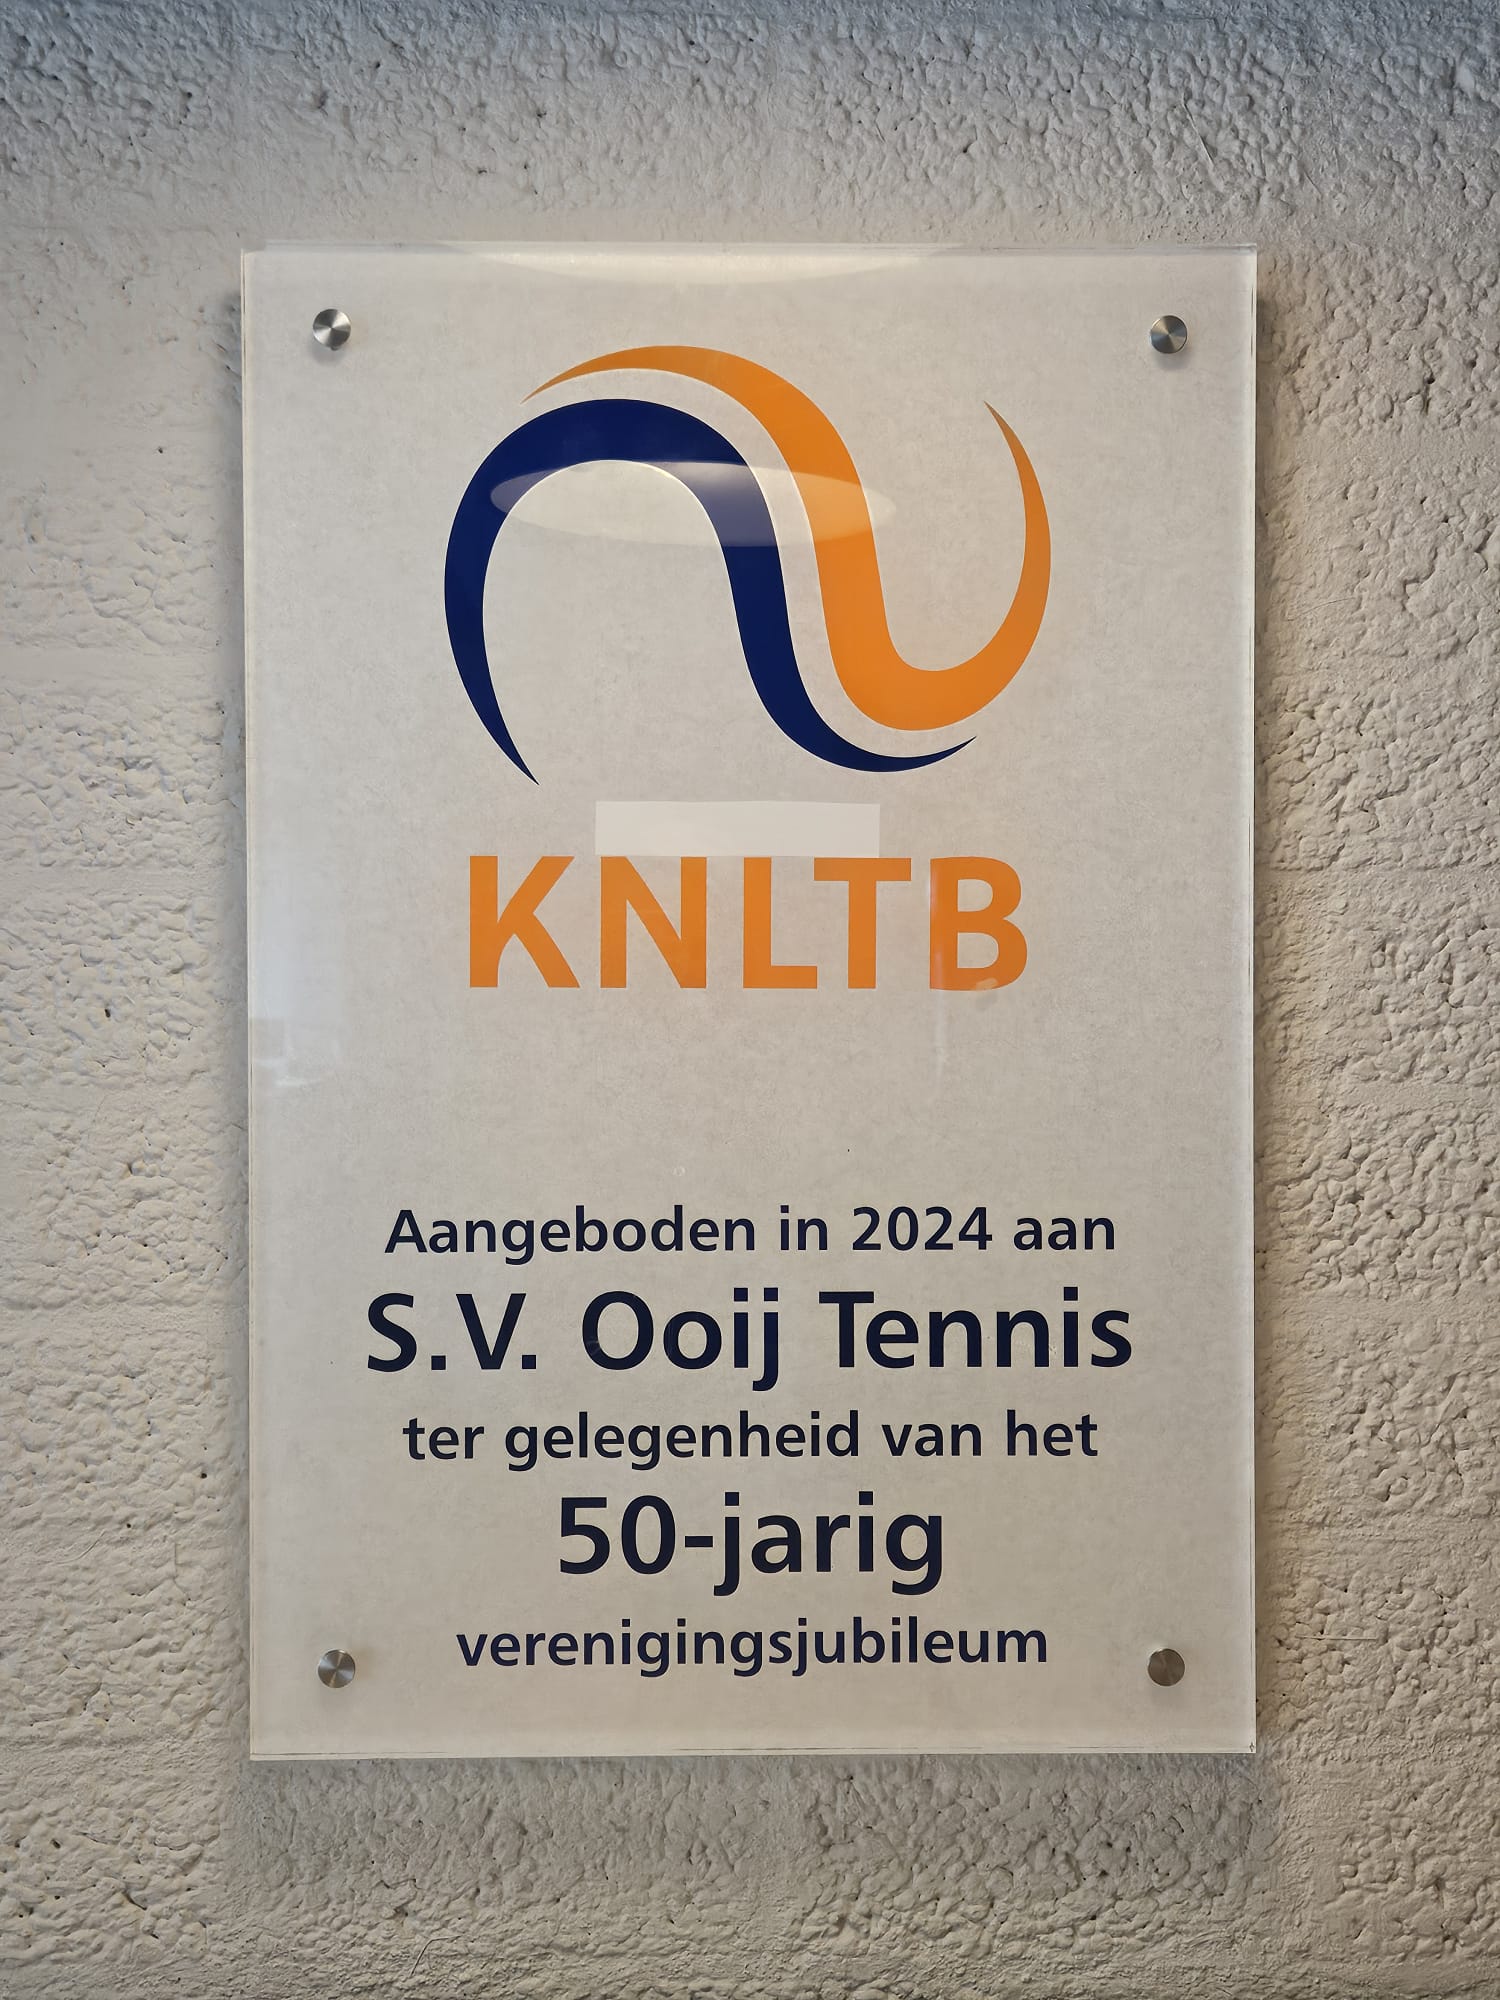 KNLTB
Aangeboden in 2024 aan
S.V. Ooij Tennis
ter gelegenheid van het
50-jarig
verenigingsjubileum